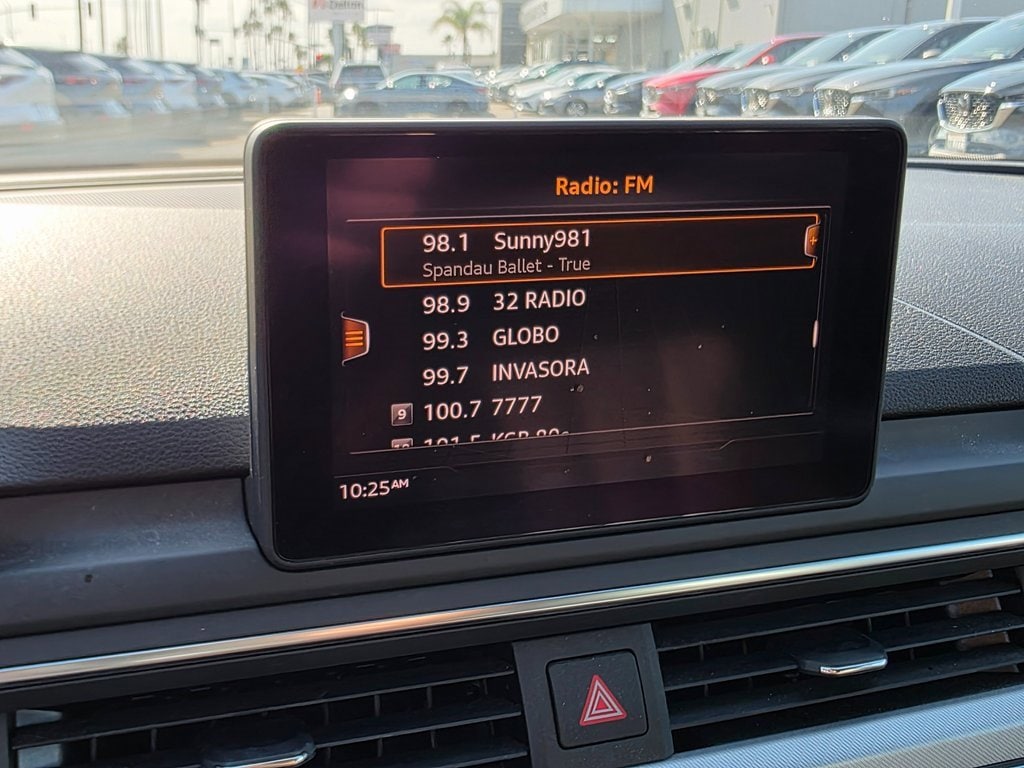 Radio: FM
98.1 Sunny981
Spandau Ballet - True
98.9 32 RADIO
99.3 GLOBO
99.7 INVASORA
9 100.7 7777
10:25AM